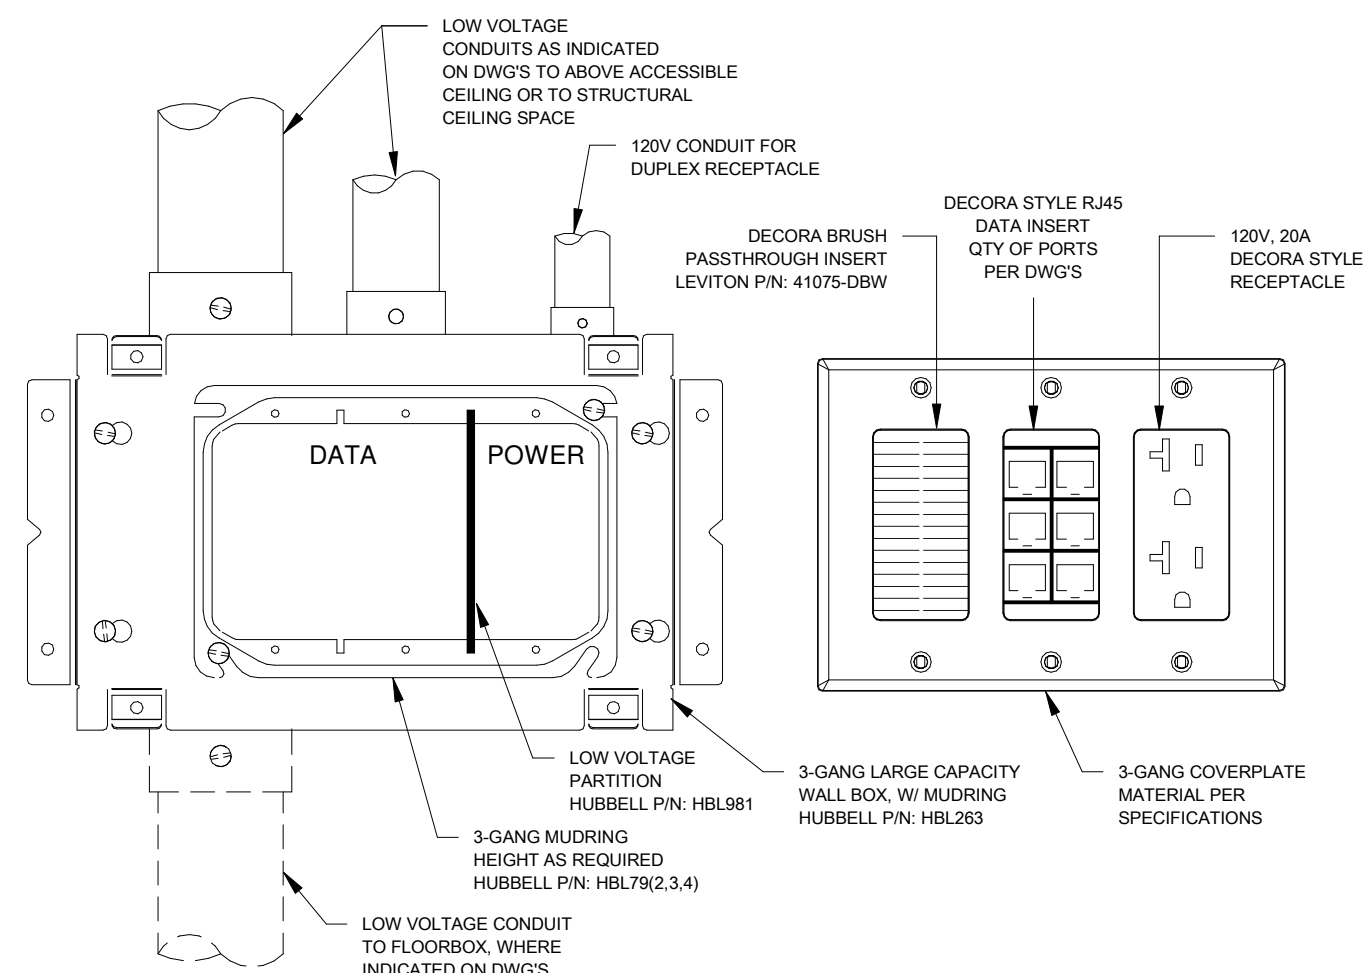 LOW VOLTAGE
CONDUITS AS INDICATED
ON DWG'S TO ABOVE ACCESSIBLE
CEILING OR TO STRUCTURAL
CEILING SPACE
120V CONDUIT FOR
DUPLEX RECEPTACLE
DECORA BRUSH
PASSTHROUGH INSERT
LEVITON P/N: 41075-DBW
DECORA STYLE RJ45
DATA INSERT
QTY OF PORTS
PER DWG'S
120V, 20A
DECORA STYLE
RECEPTACLE
DATA
POWER
LOW VOLTAGE
PARTITION
HUBBELL P/N: HBL981
3-GANG LARGE CAPACITY
WALL BOX, W/ MUDRING
HUBBELL P/N: HBL263
3-GANG COVERPLATE
MATERIAL PER
SPECIFICATIONS
3-GANG MUDRING
HEIGHT AS REQUIRED
HUBBELL P/N: HBL79(2,3,4)
LOW VOLTAGE CONDUIT
TO FLOORBOX, WHERE
INDICATED ON DWG'S